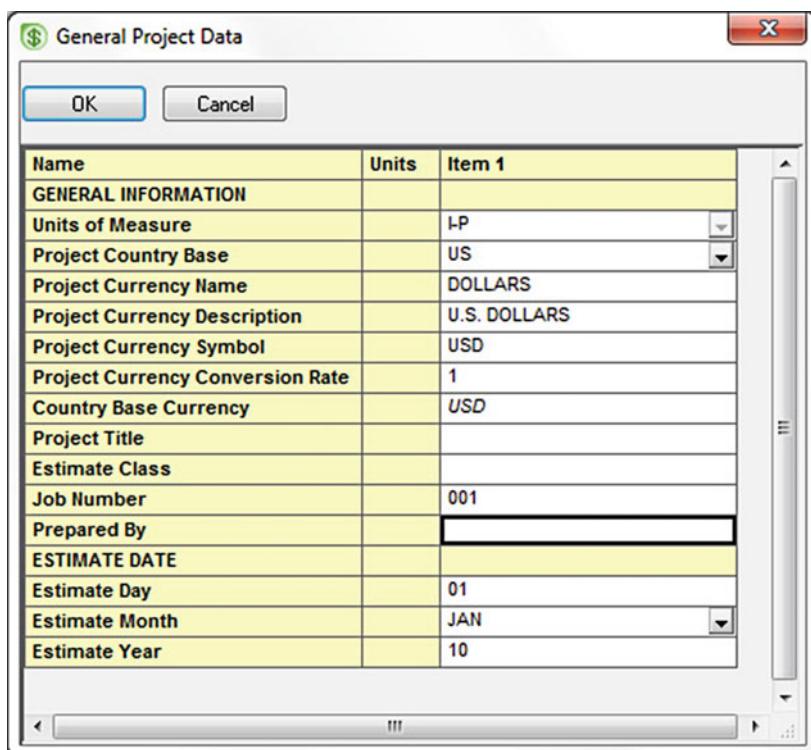 General Project Data
OK Cancel
Name Units Item 1
GENERAL INFORMATION
Units of Measure I-P
Project Country Base US
Project Currency Name DOLLARS
Project Currency Description U.S. DOLLARS
Project Currency Symbol USD
Project Currency Conversion Rate 1
Country Base Currency USD
Project Title
Estimate Class
Job Number 001
Prepared By
ESTIMATE DATE
Estimate Day 01
Estimate Month JAN
Estimate Year 10